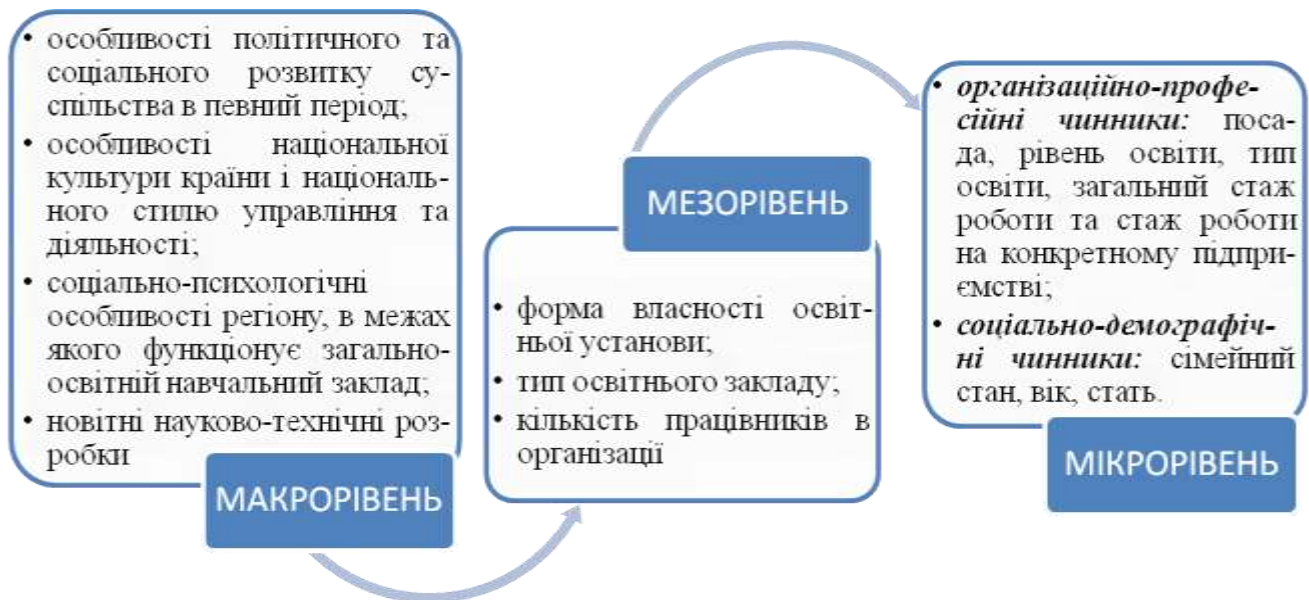 • особливості політичного та
соціального розвитку су-
спільства в певний період;
• особливості національної
культури країни і національ-
ного стилю управління та
діяльності;
• соціально-психологічні
особливості регіону, в межах
якого функціонує загально-
освітній навчальний заклад;
• новітні науково-технічні роз-
робки
МАКРОРІВЕНЬ
МЕЗОРІВЕНЬ
• форма власності освіт-
ньої установи;
• тип освітнього закладу;
• кількість працівників в
організації
• організаційно-профе-
сійні чинники: поса-
да, рівень освіти, тип
освіти, загальний стаж
роботи та стаж роботи
на конкретному підпри-
ємстві;
• соціально-демографіч-
ні чинники: сімейний
стан, вік, стать.
МІКРОРІВЕНЬ